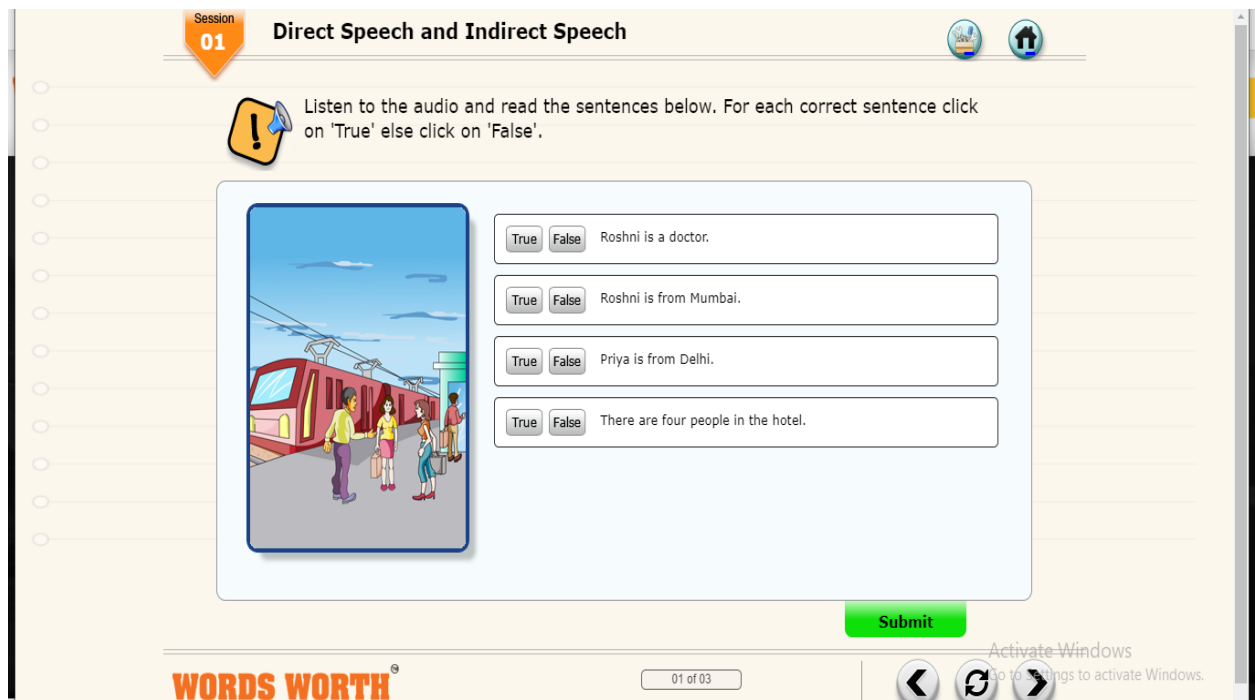 Session
01
Direct Speech and Indirect Speech
Listen to the audio and read the sentences below. For each correct sentence click
on 'True' else click on 'False'.
True False Roshni is a doctor.
True False Roshni is from Mumbai.
True False Priya is from Delhi.
True False There are four people in the hotel.
Submit
Activate Windows
Go to Settings to activate Windows.
WORDS WORTH®
01 of 03